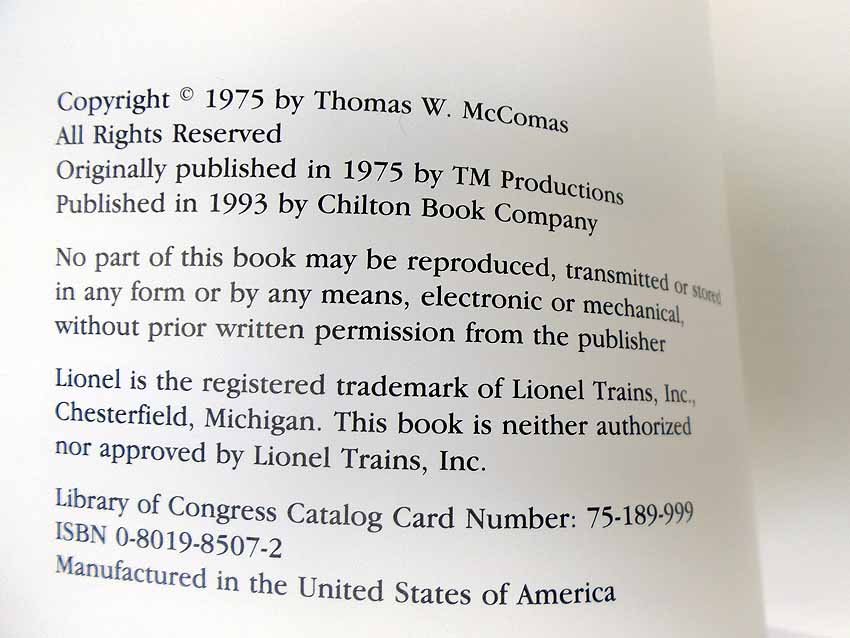 Copyright © 1975 by Thomas W. McComas
All Rights Reserved
Originally published in 1975 by TM Productions
Published in 1993 by Chilton Book Company
No part of this book may be reproduced, transmitted or stored
in any form or by any means, electronic or mechanical,
without prior written permission from the publisher
Lionel is the registered trademark of Lionel Trains, Inc.,
Chesterfield, Michigan. This book is neither authorized
nor approved by Lionel Trains, Inc.
Library of Congress Catalog Card Number: 75-189-999
ISBN 0-8019-8507-2
Manufactured in the United States of America